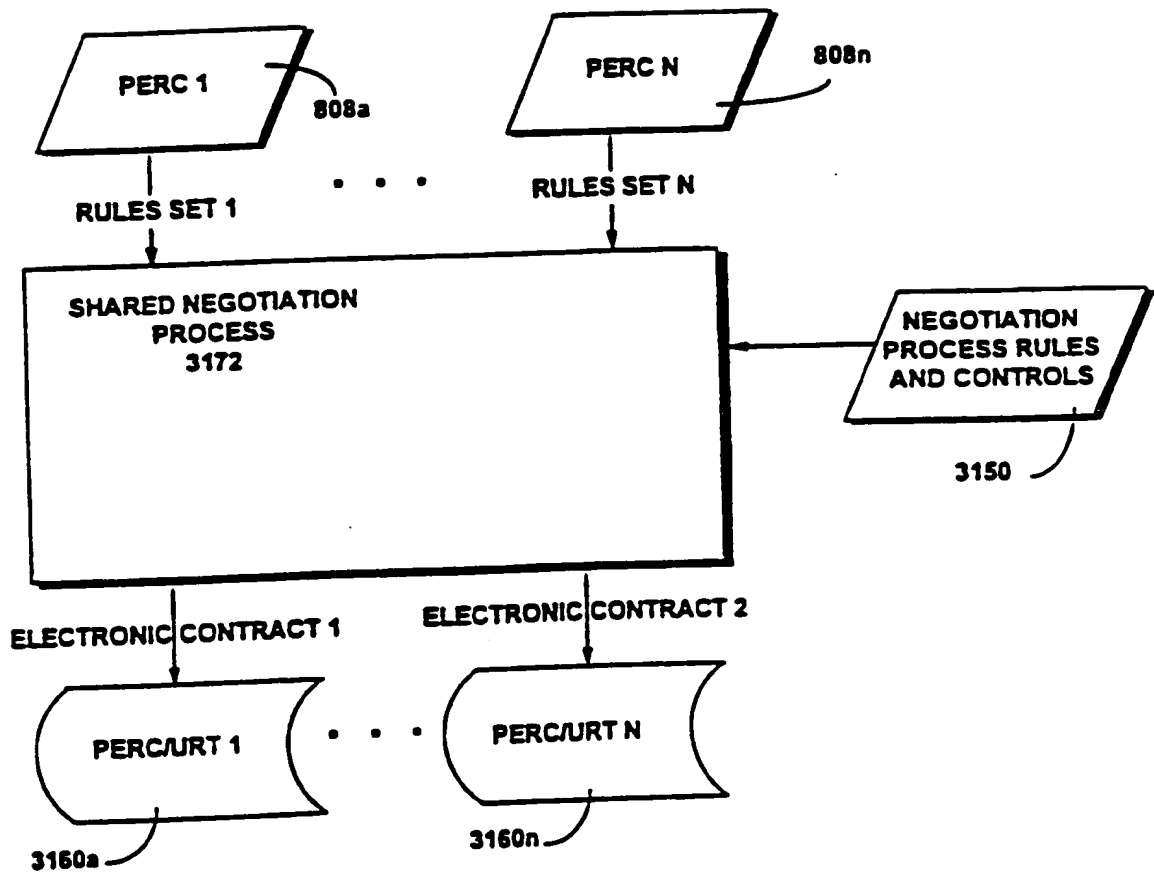 PERC 1
808a
PERC N
808n
RULES SET 1
RULES SET N
SHARED NEGOTIATION
PROCESS
3172
NEGOTIATION
PROCESS RULES
AND CONTROLS
3150
ELECTRONIC CONTRACT 1
ELECTRONIC CONTRACT 2
PERC/URT 1
PERC/URT N
3160a
3160n